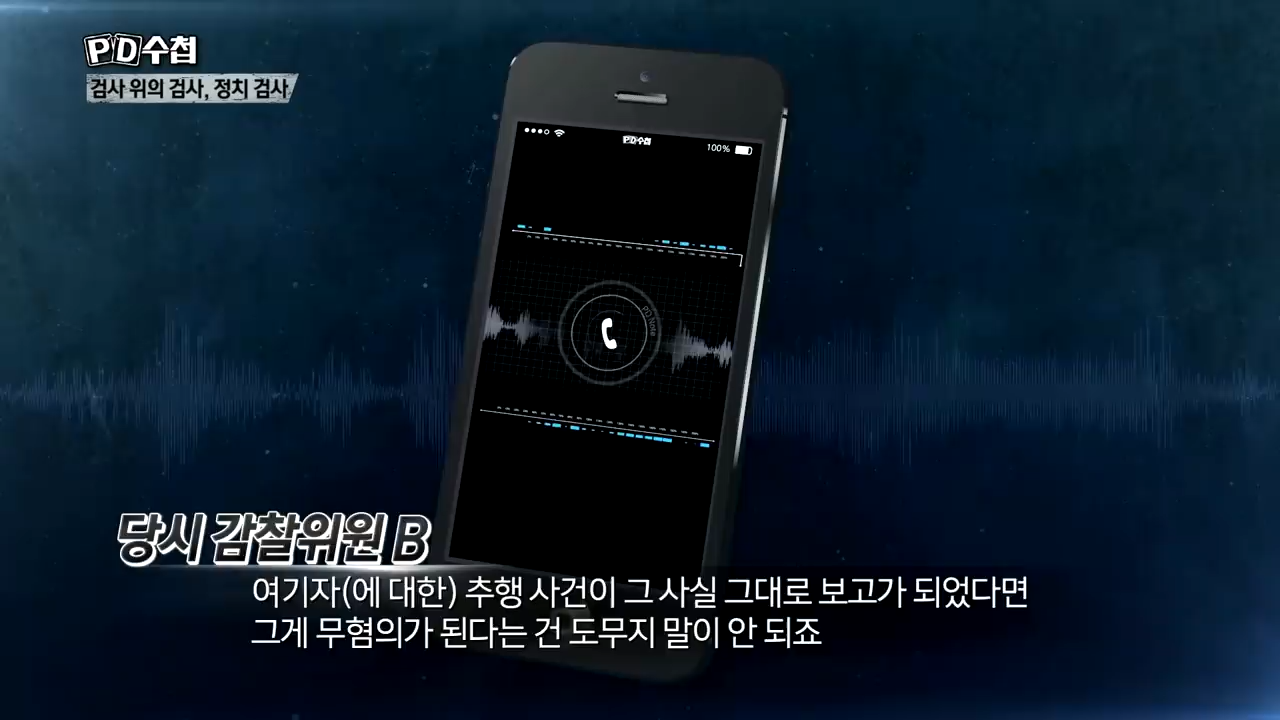 PD수첩
검사 위의 검사, 정치 검사
PD수첩
100%
PD Note
당시 감찰위원 B
여기자(에 대한) 추행 사건이 그 사실 그대로 보고가 되었다면
그게 무혐의가 된다는 건 도무지 말이 안 되죠